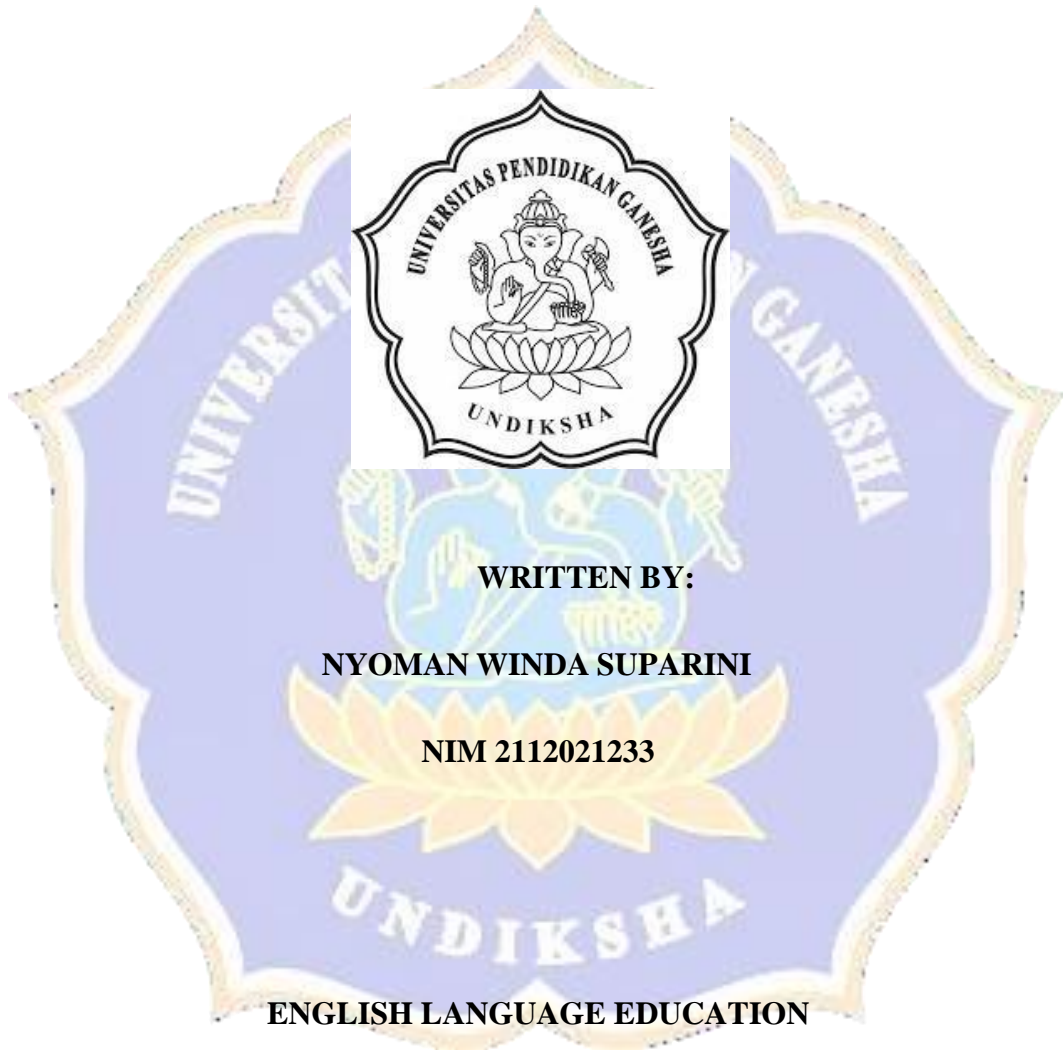 UNIVERSITAS PENDIDIKAN GANESHA
UNDIKSHA
WRITTEN BY:
NYOMAN WINDA SUPARINI
NIM 2112021233
UNDIKSHA
ENGLISH LANGUAGE EDUCATION